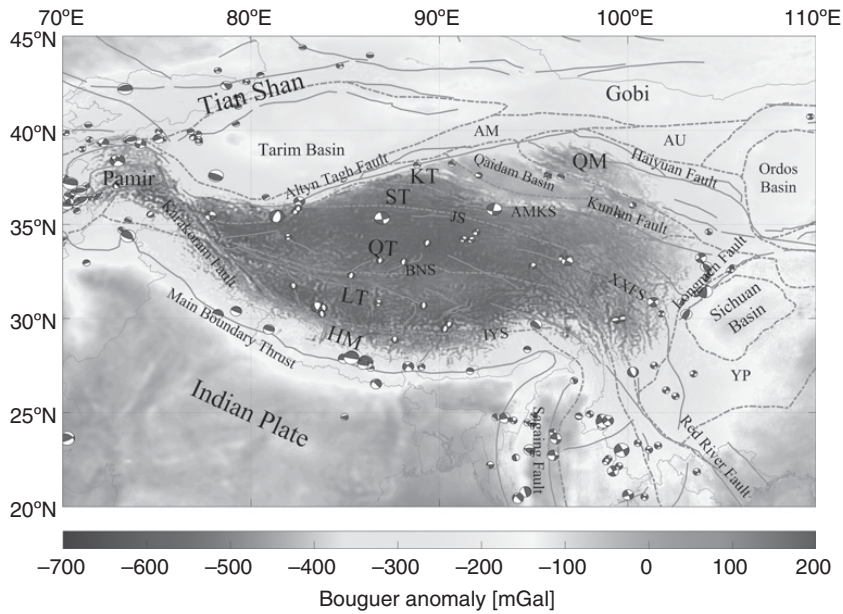 70°E 80°E 90°E 100°E 110°E
45°N
Tian Shan
Gobi
40°N
AM
AU
Tarim Basin
Altyn Tagh Fault
KT
Qaidam Basin
QM
Haiyuan Fault
Ordos
Basin
Pamir
ST
35°N
Karakoram Fault
JS
AMKS
Kunlun Fault
QT
BNS
Longmen Fault
XXFS
LT
Sichuan
Basin
30°N
Main Boundary Thrust
HM
IYS
YP
Indian Plate
25°N
Sagaing Fault
Red River Fault
20°N
–700 –600 –500 –400 –300 –200 –100 0 100 200
Bouguer anomaly [mGal]